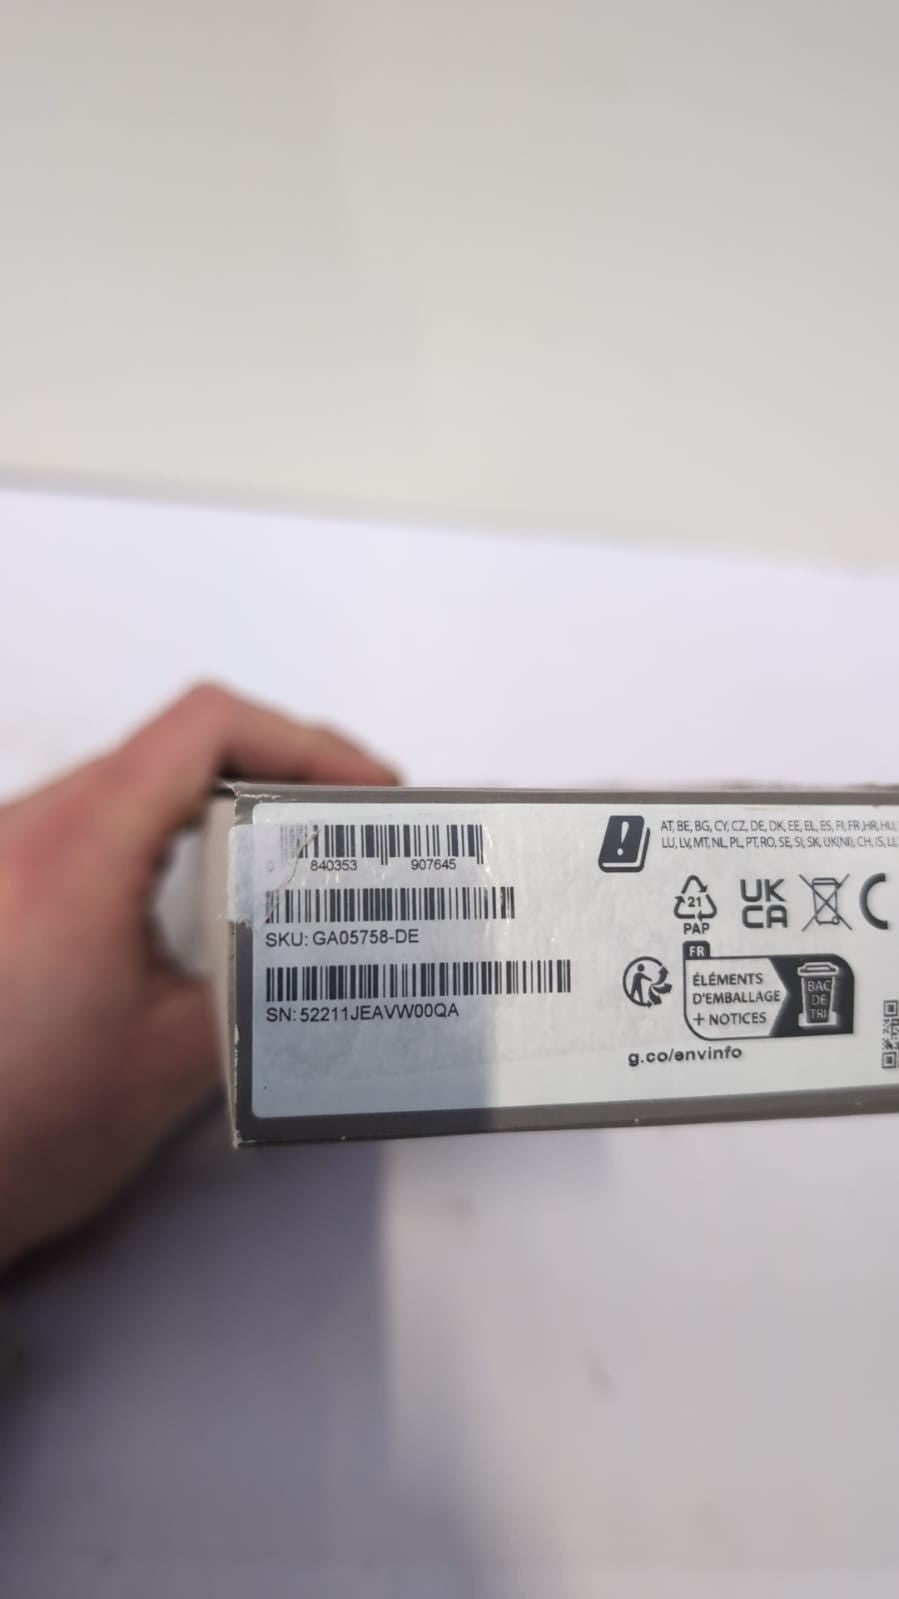 0 840353 907645
SKU: GA05758-DE
SN: 52211JEAVW00QA
AT, BE, BG, CY, CZ, DE, DK, EE, EL, ES, FI, FR, HR, HU,
LU, LV, MT, NL, PL, PT, RO, SE, SI, SK, UK(NI), CH, IS, LI,
21
PAP
UK
CA
FR
ÉLÉMENTS
D'EMBALLAGE
+ NOTICES
BAC
DE
TRI
g.co/envinfo